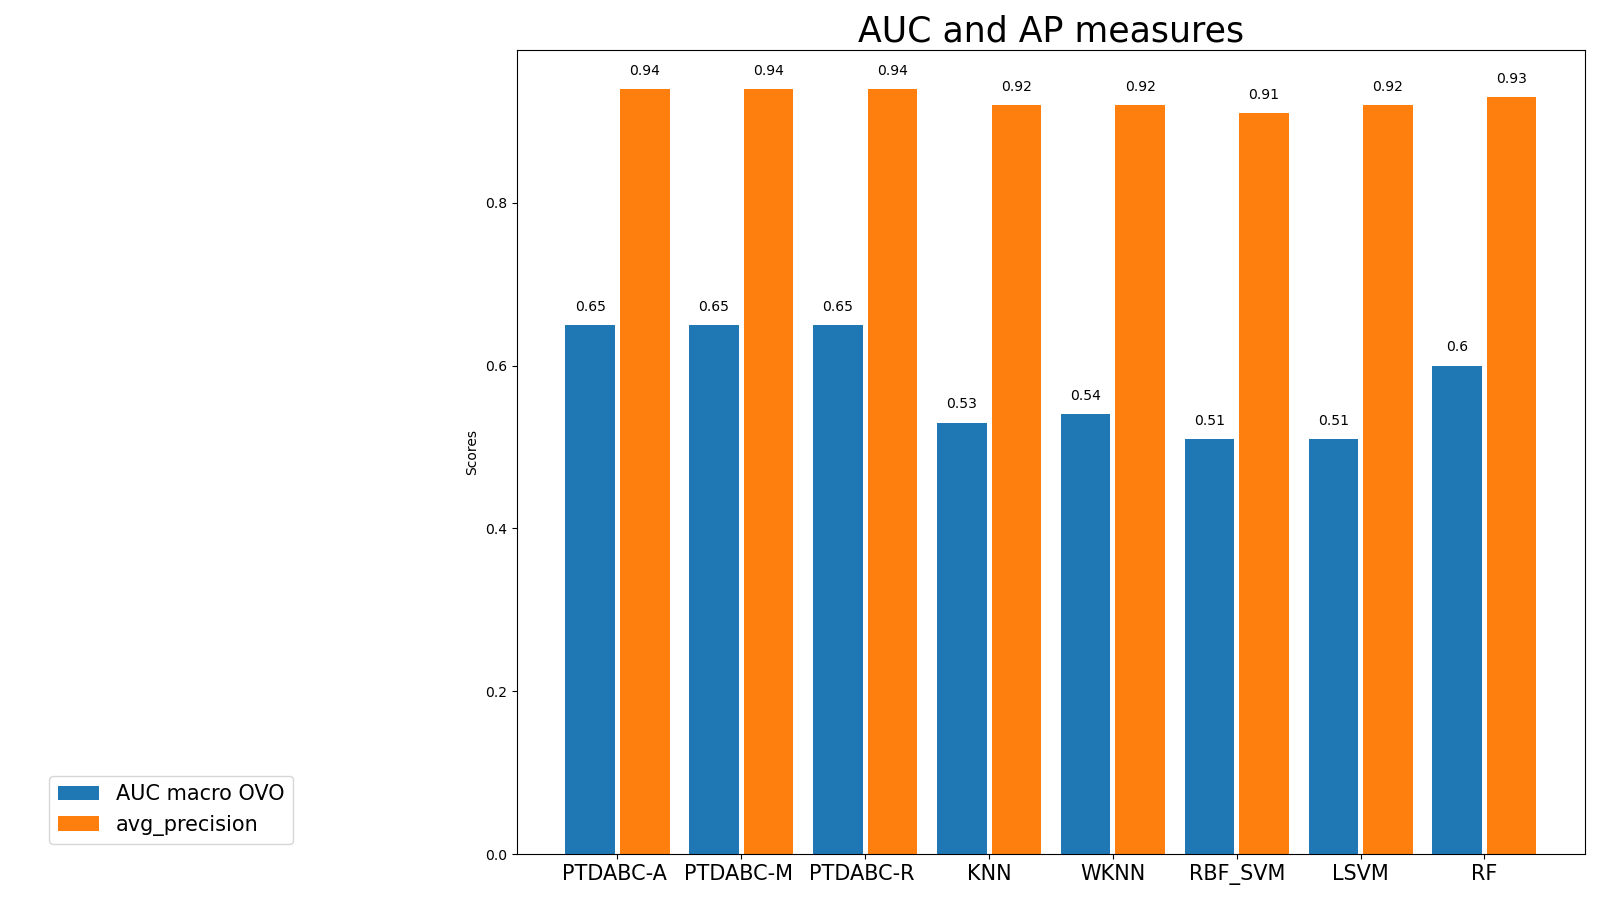 AUC and AP measures
0.94 0.94 0.94 0.92 0.92 0.91 0.92 0.93
0.65 0.65 0.65 0.53 0.54 0.51 0.51 0.6
Scores
0.8
0.6
0.4
0.2
0.0
PTDABC-A PTDABC-M PTDABC-R KNN WKNN RBF_SVM LSVM RF
AUC macro OVO
avg_precision